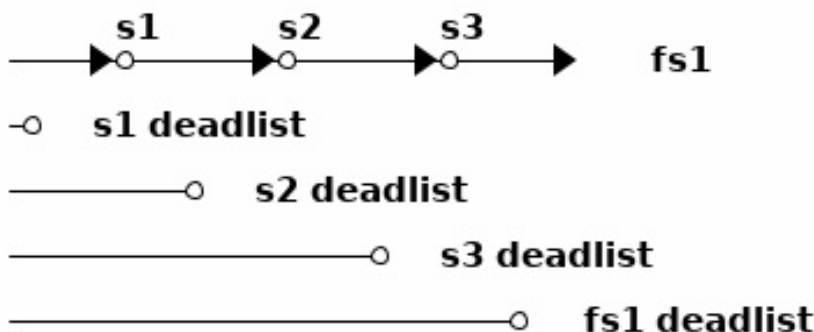 s1 s2 s3
fs1
s1 deadlist
s2 deadlist
s3 deadlist
fs1 deadlist